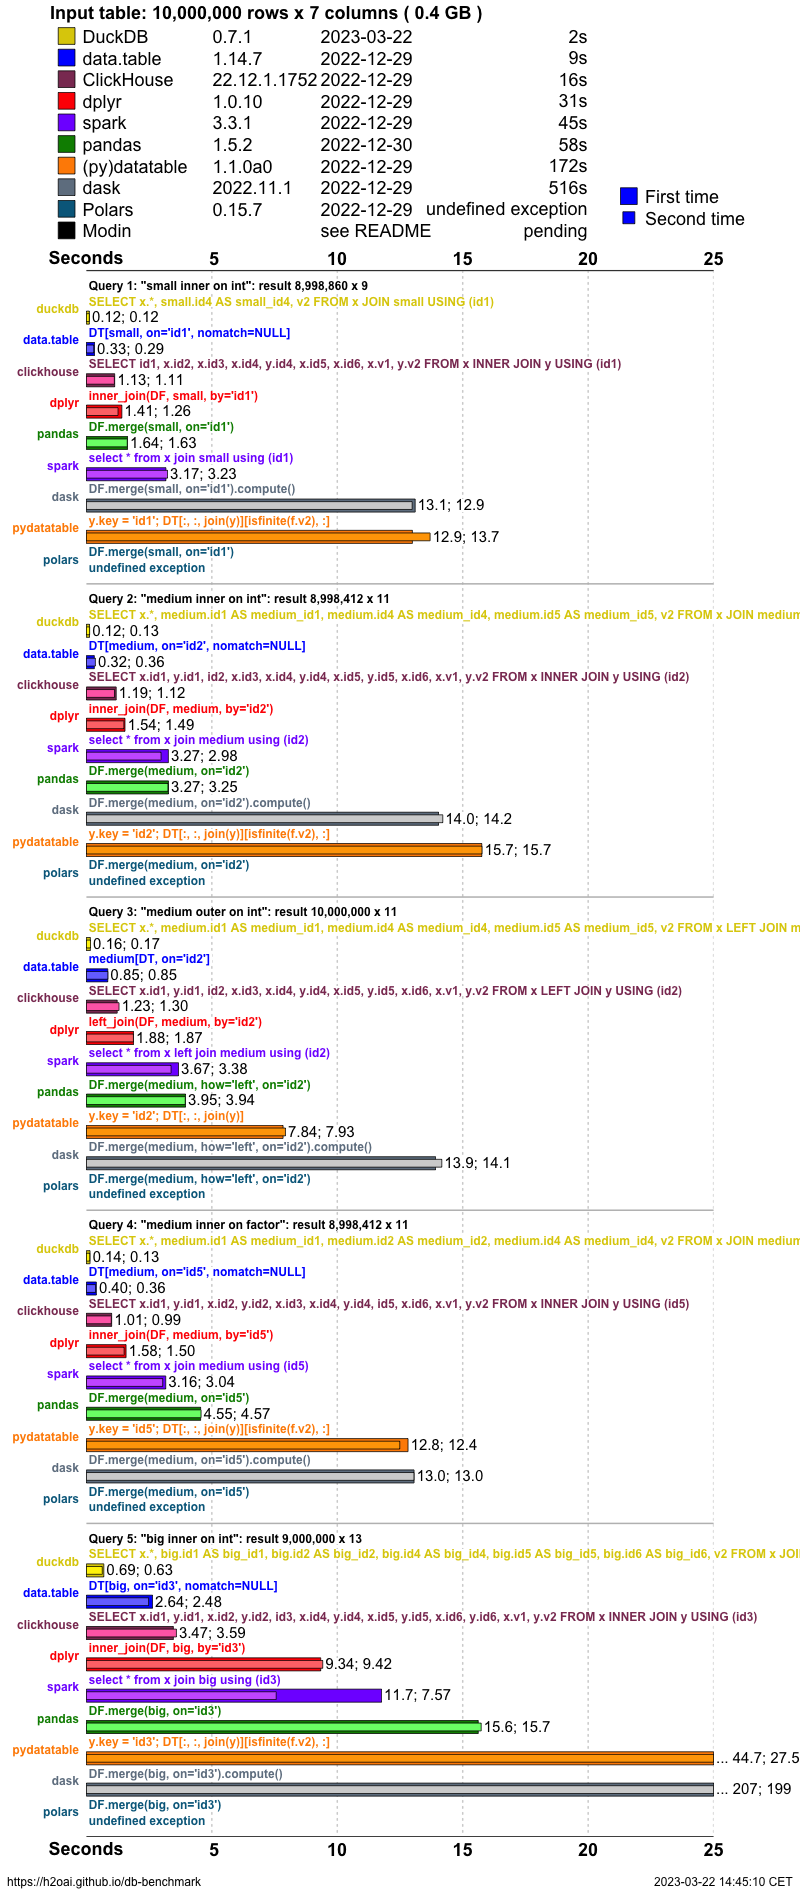 Input table: 10,000,000 rows x 7 columns ( 0.4 GB )
DuckDB 0.7.1 2023-03-22 2s
data.table 1.14.7 2022-12-29 9s
ClickHouse 22.12.1.1752 2022-12-29 16s
dplyr 1.0.10 2022-12-29 31s
spark 3.3.1 2022-12-29 45s
pandas 1.5.2 2022-12-30 58s
(py)datatable 1.1.0a0 2022-12-29 172s
dask 2022.11.1 2022-12-29 516s
Polars 0.15.7 2022-12-29 undefined exception
Modin see README pending
First time
Second time
Seconds 5 10 15 20 25
Query 1: "small inner on int": result 8,998,860 x 9
SELECT x.*, small.id4 AS small_id4, v2 FROM x JOIN small USING (id1)
duckdb 0.12; 0.12
DT[small, on='id1', nomatch=NULL]
data.table 0.33; 0.29
SELECT id1, x.id2, x.id3, x.id4, y.id4, x.id5, x.id6, x.v1, y.v2 FROM x INNER JOIN y USING (id1)
clickhouse 1.13; 1.11
inner_join(DF, small, by='id1')
dplyr 1.41; 1.26
DF.merge(small, on='id1')
pandas 1.64; 1.63
select * from x join small using (id1)
spark 3.17; 3.23
DF.merge(small, on='id1').compute()
dask 13.1; 12.9
y.key = 'id1'; DT[:, :, join(y)][isfinite(f.v2), :]
pydatatable 12.9; 13.7
DF.merge(small, on='id1')
polars undefined exception
Query 2: "medium inner on int": result 8,998,412 x 11
SELECT x.*, medium.id1 AS medium_id1, medium.id4 AS medium_id4, medium.id5 AS medium_id5, v2 FROM x JOIN medium
duckdb 0.12; 0.13
DT[medium, on='id2', nomatch=NULL]
data.table 0.32; 0.36
SELECT x.id1, y.id1, id2, x.id3, x.id4, y.id4, x.id5, y.id5, x.id6, x.v1, y.v2 FROM x INNER JOIN y USING (id2)
clickhouse 1.19; 1.12
inner_join(DF, medium, by='id2')
dplyr 1.54; 1.49
select * from x join medium using (id2)
spark 3.27; 2.98
DF.merge(medium, on='id2')
pandas 3.27; 3.25
DF.merge(medium, on='id2').compute()
dask 14.0; 14.2
y.key = 'id2'; DT[:, :, join(y)][isfinite(f.v2), :]
pydatatable 15.7; 15.7
DF.merge(medium, on='id2')
polars undefined exception
Query 3: "medium outer on int": result 10,000,000 x 11
SELECT x.*, medium.id1 AS medium_id1, medium.id4 AS medium_id4, medium.id5 AS medium_id5, v2 FROM x LEFT JOIN m
duckdb 0.16; 0.17
medium[DT, on='id2']
data.table 0.85; 0.85
SELECT x.id1, y.id1, id2, x.id3, x.id4, y.id4, x.id5, y.id5, x.id6, x.v1, y.v2 FROM x LEFT JOIN y USING (id2)
clickhouse 1.23; 1.30
left_join(DF, medium, by='id2')
dplyr 1.88; 1.87
select * from x left join medium using (id2)
spark 3.67; 3.38
DF.merge(medium, how='left', on='id2')
pandas 3.95; 3.94
y.key = 'id2'; DT[:, :, join(y)]
pydatatable 7.84; 7.93
DF.merge(medium, how='left', on='id2').compute()
dask 13.9; 14.1
DF.merge(medium, how='left', on='id2')
polars undefined exception
Query 4: "medium inner on factor": result 8,998,412 x 11
SELECT x.*, medium.id1 AS medium_id1, medium.id2 AS medium_id2, medium.id4 AS medium_id4, v2 FROM x JOIN medium
duckdb 0.14; 0.13
DT[medium, on='id5', nomatch=NULL]
data.table 0.40; 0.36
SELECT x.id1, y.id1, x.id2, y.id2, x.id3, x.id4, y.id4, id5, x.id6, x.v1, y.v2 FROM x INNER JOIN y USING (id5)
clickhouse 1.01; 0.99
inner_join(DF, medium, by='id5')
dplyr 1.58; 1.50
select * from x join medium using (id5)
spark 3.16; 3.04
DF.merge(medium, on='id5')
pandas 4.55; 4.57
y.key = 'id5'; DT[:, :, join(y)][isfinite(f.v2), :]
pydatatable 12.8; 12.4
DF.merge(medium, on='id5').compute()
dask 13.0; 13.0
DF.merge(medium, on='id5')
polars undefined exception
Query 5: "big inner on int": result 9,000,000 x 13
SELECT x.*, big.id1 AS big_id1, big.id2 AS big_id2, big.id4 AS big_id4, big.id5 AS big_id5, big.id6 AS big_id6, v2 FROM x JOI
duckdb 0.69; 0.63
DT[big, on='id3', nomatch=NULL]
data.table 2.64; 2.48
SELECT x.id1, y.id1, x.id2, y.id2, id3, x.id4, y.id4, x.id5, y.id5, x.id6, y.id6, x.v1, y.v2 FROM x INNER JOIN y USING (id3)
clickhouse 3.47; 3.59
inner_join(DF, big, by='id3')
dplyr 9.34; 9.42
select * from x join big using (id3)
spark 11.7; 7.57
DF.merge(big, on='id3')
pandas 15.6; 15.7
y.key = 'id3'; DT[:, :, join(y)][isfinite(f.v2), :]
pydatatable ... 44.7; 27.5
DF.merge(big, on='id3').compute()
dask ... 207; 199
DF.merge(big, on='id3')
polars undefined exception
Seconds 5 10 15 20 25
https://h2oai.github.io/db-benchmark 2023-03-22 14:45:10 CET